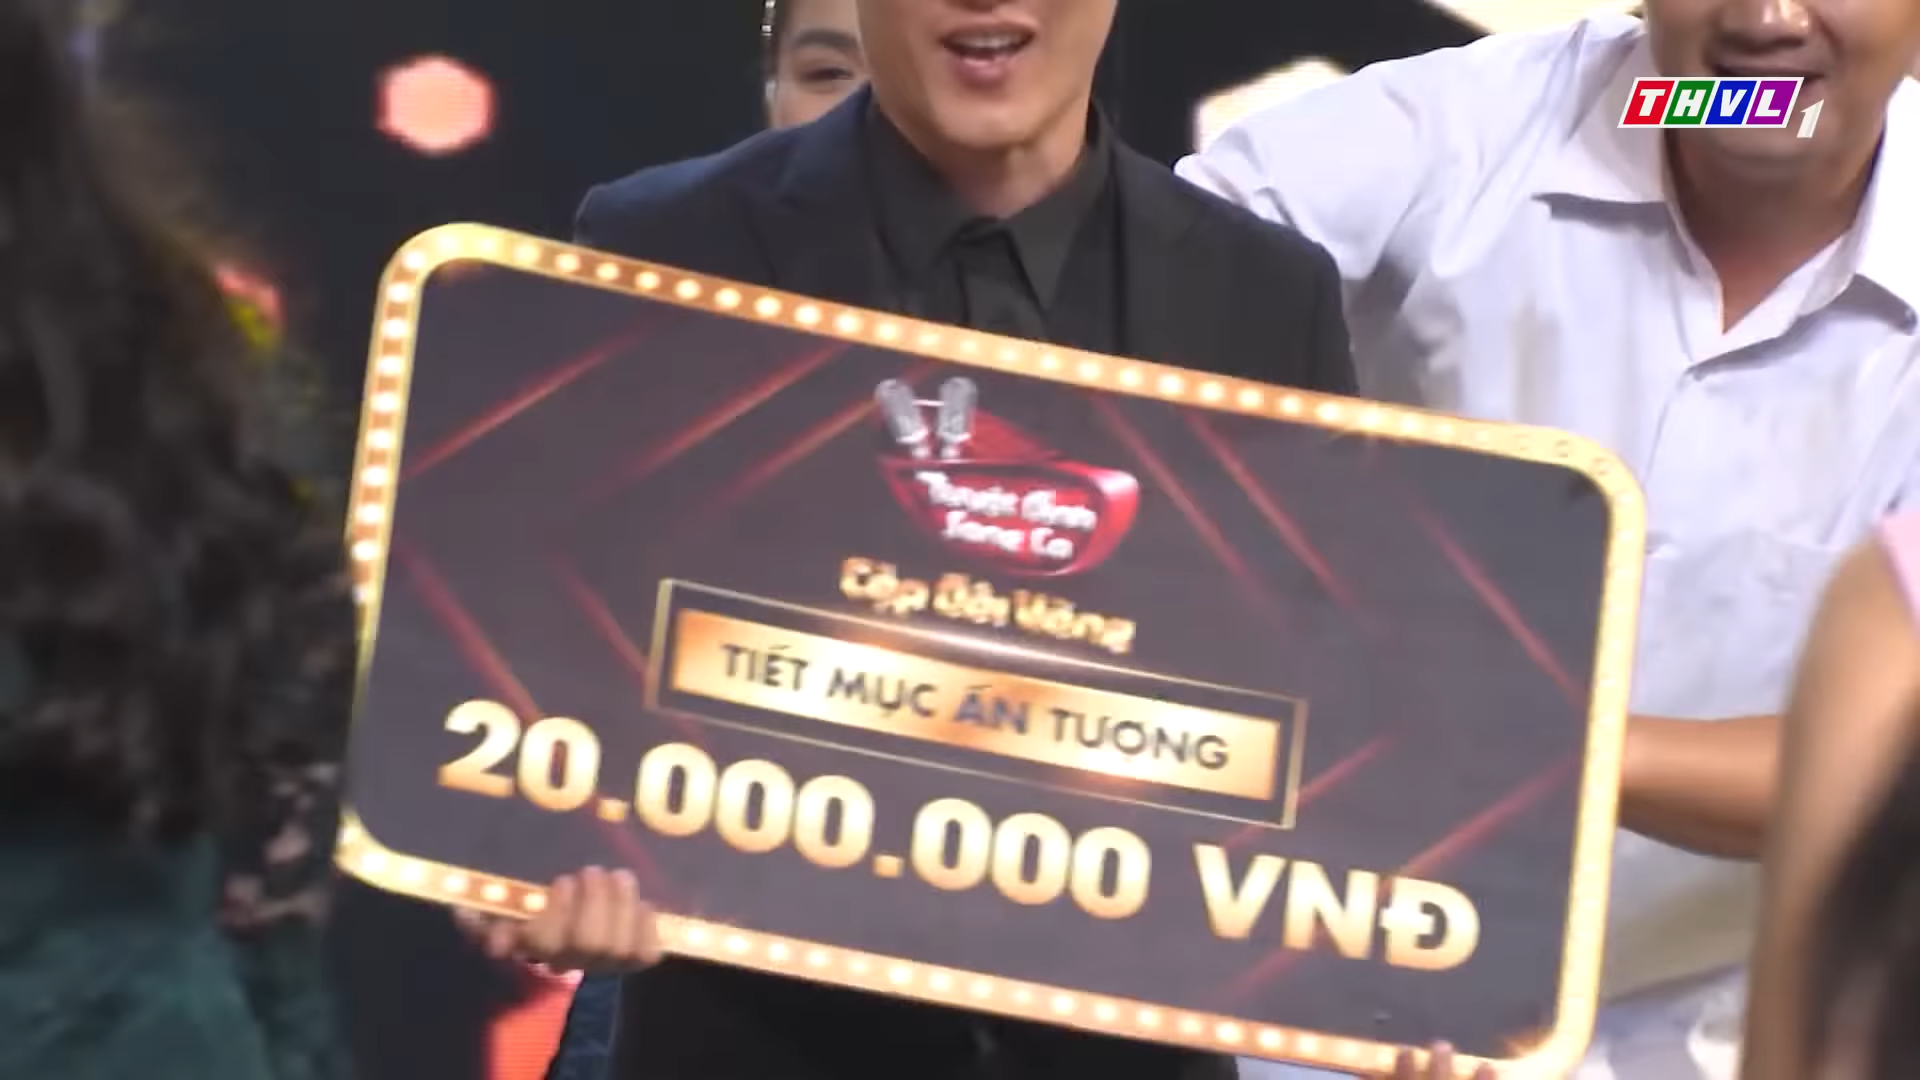 THVL1
Tuyệt Đỉnh
Song Ca
Cặp Đôi Vàng
TIẾT MỤC ẤN TƯỢNG
20.000.000 VNĐ